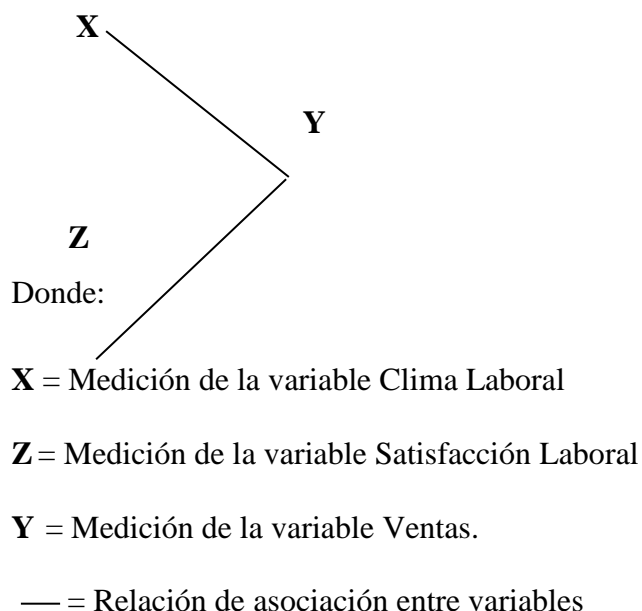 X
Y
Z
Donde:
X = Medición de la variable Clima Laboral
Z = Medición de la variable Satisfacción Laboral
Y = Medición de la variable Ventas.
— = Relación de asociación entre variables